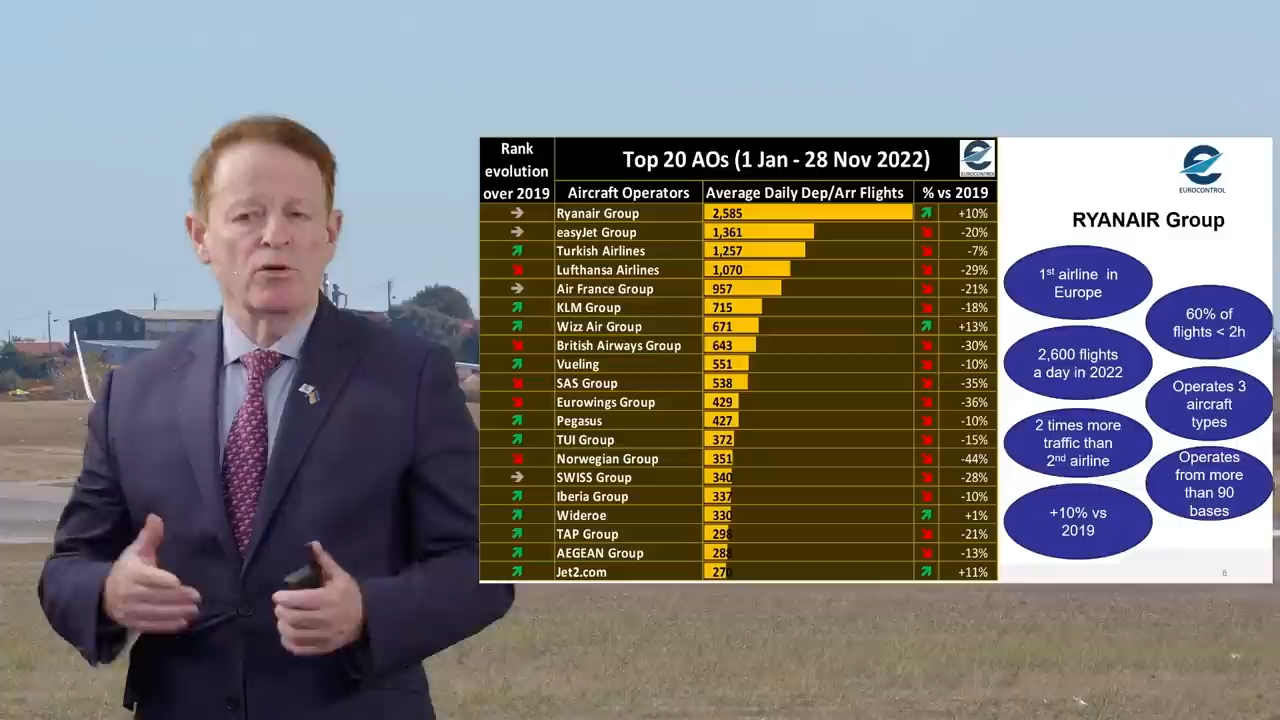 Rank
evolution
over 2019
Top 20 AOs (1 Jan - 28 Nov 2022)
EUROCONTROL
Aircraft Operators Average Daily Dep/Arr Flights % vs 2019
Ryanair Group 2,585 +10%
easyJet Group 1,361 -20%
Turkish Airlines 1,257 -7%
Lufthansa Airlines 1,070 -29%
Air France Group 957 -21%
KLM Group 715 -18%
Wizz Air Group 671 +13%
British Airways Group 643 -30%
Vueling 551 -10%
SAS Group 538 -35%
Eurowings Group 429 -36%
Pegasus 427 -10%
TUI Group 372 -15%
Norwegian Group 351 -44%
SWISS Group 340 -28%
Iberia Group 337 -10%
Wideroe 330 +1%
TAP Group 298 -21%
AEGEAN Group 288 -13%
Jet2.com 270 +11%
EUROCONTROL
RYANAIR Group
1st airline in
Europe
60% of
flights < 2h
2,600 flights
a day in 2022
Operates 3
aircraft
types
2 times more
traffic than
2nd airline
Operates
from more
than 90
bases
+10% vs
2019
6